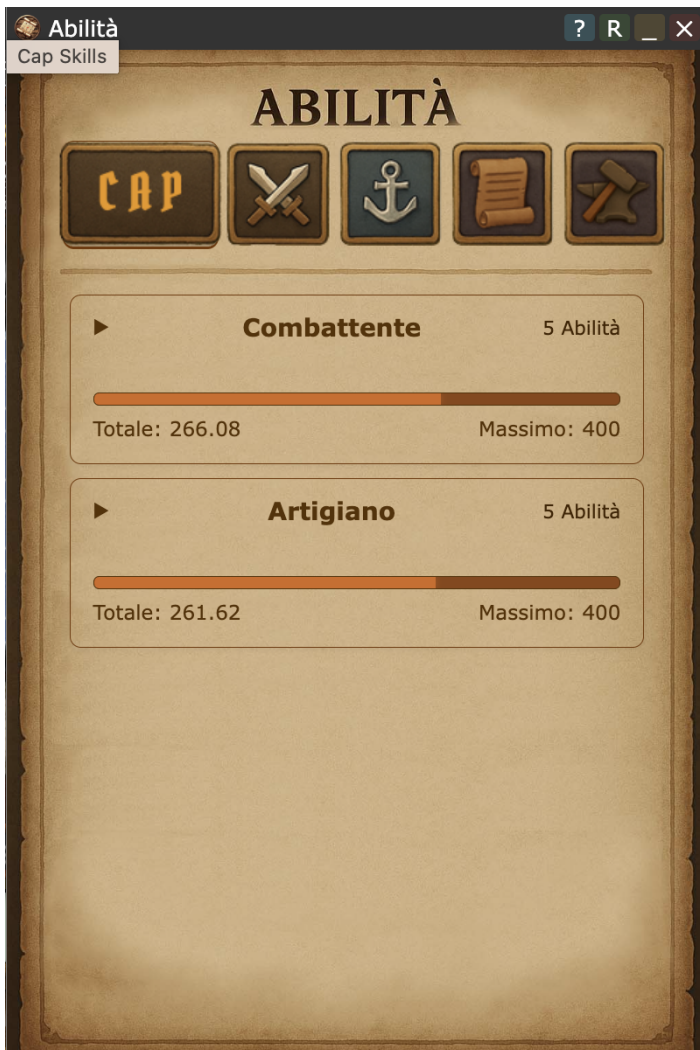 Abilità
? R _ ×
Cap Skills
ABILITÀ
CAP
Combattente 5 Abilità
Totale: 266.08 Massimo: 400
Artigiano 5 Abilità
Totale: 261.62 Massimo: 400